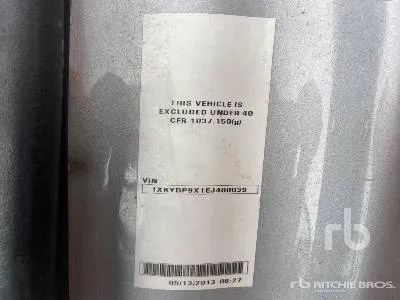 THIS VEHICLE IS
EXCLUDED UNDER 40
CFR 1037.150(g)
VIN
1XKYDP9X1EJ400039
05/13/2013 08:27
rb
rb RITCHIE BROS.